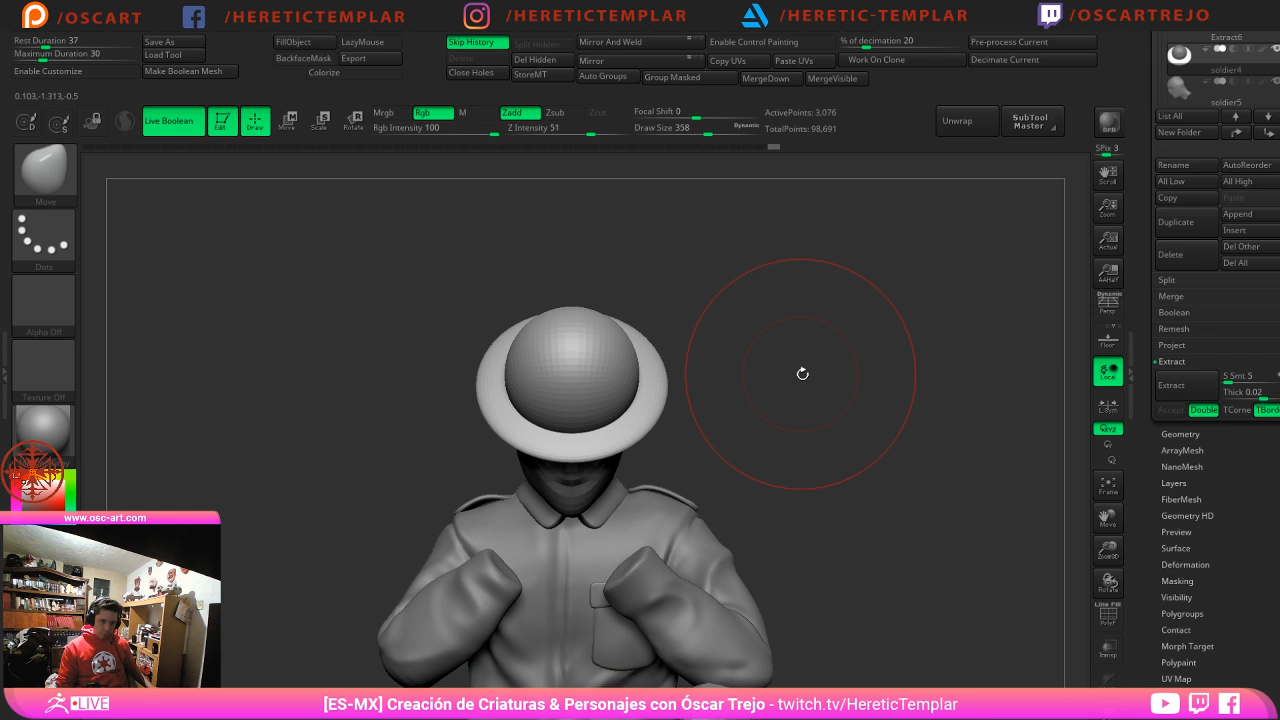 /OSCART
/HERETICTEMPLAR
/HERETICTEMPLAR
/HERETIC-TEMPLAR
/OSCARTREJO
Rest Duration 37
Maximum Duration 30
Enable Customize
Save As
Load Tool
Make Boolean Mesh
FillObject
LazyMouse
BackfaceMask
Export
Colorize
Skip History
Split Hidden
Delete
Del Hidden
Close Holes
StoreMT
Mirror And Weld
Mirror
Auto Groups
Group Masked
Enable Control Painting
Copy UVs
Paste UVs
MergeDown
MergeVisible
% of decimation 20
Work On Clone
Pre-process Current
Decimate Current
Extract6
soldier4
soldier5
0.103,-1.313,-0.5
Live Boolean
Edit
Draw
Move
Scale
Rotate
Mrgb
Rgb
M
Rgb Intensity 100
Zadd
Zsub
Zcut
Z Intensity 51
Focal Shift 0
Draw Size 358
Dynamic
ActivePoints: 3,076
TotalPoints: 98,691
Unwrap
SubTool
Master
BPR
SPix 3
Scroll
Zoom
Actual
AAHalf
Dynamic
Persp
Floor
Local
L.Sym
Frame
Move
Zoom3D
Rotate
Line Fill
PolyF
Transp
Move
Dots
Alpha Off
Texture Off
List All
New Folder
Rename
AutoReorder
All Low
All High
Copy
Paste
Duplicate
Append
Insert
Delete
Del Other
Del All
Split
Merge
Boolean
Remesh
Project
Extract
Extract
S Smt 5
Thick 0.02
Accept
Double
TCorne
TBord
Geometry
ArrayMesh
NanoMesh
Layers
FiberMesh
Geometry HD
Preview
Surface
Deformation
Masking
Visibility
Polygroups
Contact
Morph Target
Polypaint
UV Map
www.osc-art.com
LIVE
[ES-MX] Creación de Criaturas & Personajes con Óscar Trejo - twitch.tv/HereticTemplar